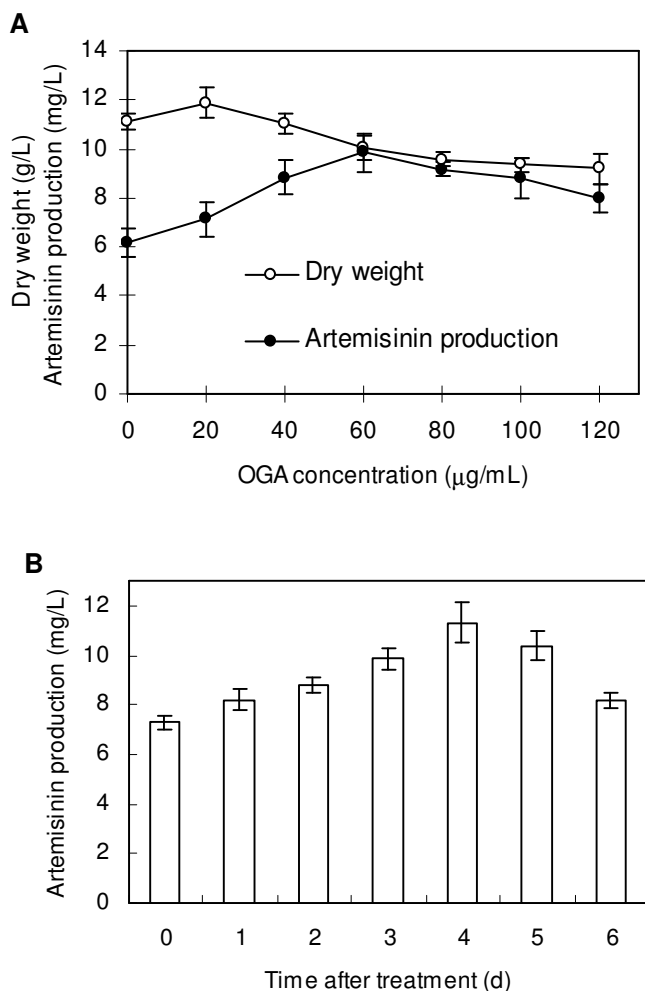 A
14
12
10
8
6
4
2
0
Dry weight (g/L)
Artemisinin production (mg/L)
Dry weight
Artemisinin production
0 20 40 60 80 100 120
OGA concentration (μg/mL)
B
12
10
8
6
4
2
0
Artemisinin production (mg/L)
0 1 2 3 4 5 6
Time after treatment (d)